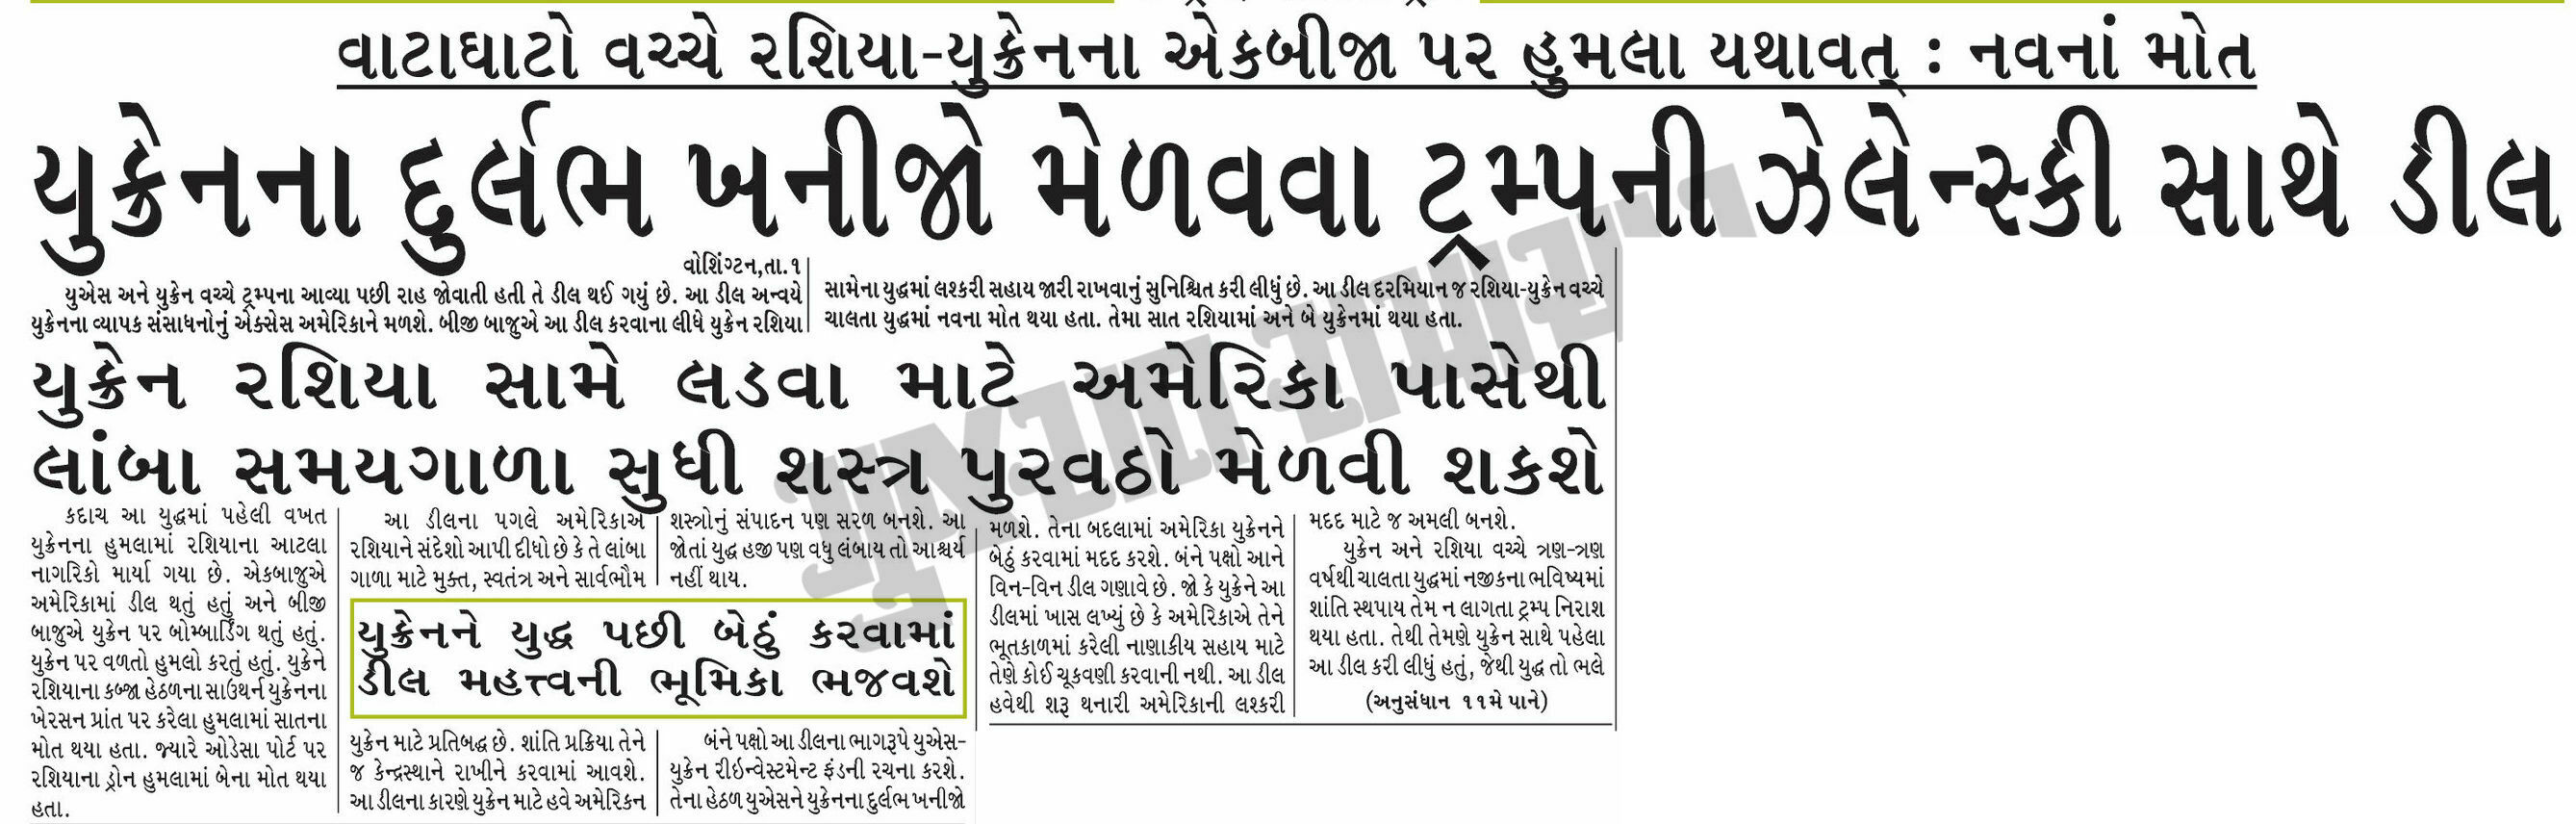 વાટાઘાટો વચ્ચે રશિયા-યુક્રેનના એકબીજા પર હુમલા યથાવત્ : નવનાં મોત
યુક્રેનના દુર્લભ ખનીજો મેળવવા ટ્રમ્પની ઝેલેન્સ્કી સાથે ડીલ
વોશિંગ્ટન,તા.૧
યુએસ અને યુક્રેન વચ્ચે ટ્રમ્પના આવ્યા પછી રાહ જોવાતી હતી તે ડીલ થઈ ગયું છે. આ ડીલ અન્વયે
યુક્રેનના વ્યાપક સંસાધનોનું એક્સેસ અમેરિકાને મળશે. બીજી બાજુએ આ ડીલ કરવાના લીધે યુક્રેન રશિયા
સામેના યુદ્ધમાં લશ્કરી સહાય જારી રાખવાનું સુનિશ્ચિત કરી લીધું છે. આ ડીલ દરમિયાન જ રશિયા-યુક્રેન વચ્ચે
ચાલતા યુદ્ધમાં નવના મોત થયા હતા. તેમા સાત રશિયામાં અને બે યુક્રેનમાં થયા હતા.
યુક્રેન રશિયા સામે લડવા માટે અમેરિકા પાસેથી
લાંબા સમયગાળા સુધી શસ્ત્ર પુરવઠો મેળવી શકશે
કદાચ આ યુદ્ધમાં પહેલી વખત
યુક્રેનના હુમલામાં રશિયાના આટલા
નાગરિકો માર્યા ગયા છે. એકબાજુએ
અમેરિકામાં ડીલ થતું હતું અને બીજી
બાજુએ યુક્રેન પર બોમ્બાર્ડિંગ થતું હતું.
યુક્રેન પર વળતો હુમલો કરતું હતું. યુક્રેને
રશિયાના કબ્જા હેઠળના સાઉથર્ન યુક્રેનના
ખેરસન પ્રાંત પર કરેલા હુમલામાં સાતના
મોત થયા હતા. જ્યારે ઓડેસા પોર્ટ પર
રશિયાના ડ્રોન હુમલામાં બેના મોત થયા
હતા.
આ ડીલના પગલે અમેરિકાએ
રશિયાને સંદેશો આપી દીધો છે કે તે લાંબા
ગાળા માટે મુક્ત, સ્વતંત્ર અને સાર્વભૌમ
યુક્રેન માટે પ્રતિબદ્ધ છે. શાંતિ પ્રક્રિયા તેને
જ કેન્દ્રસ્થાને રાખીને કરવામાં આવશે.
આ ડીલના કારણે યુક્રેન માટે હવે અમેરિકન
શસ્ત્રોનું સંપાદન પણ સરળ બનશે. આ
જોતાં યુદ્ધ હજી પણ વધુ લંબાય તો આશ્ચર્ય
નહીં થાય.
યુક્રેનને યુદ્ધ પછી બેઠું કરવામાં
ડીલ મહત્ત્વની ભૂમિકા ભજવશે
બંને પક્ષો આ ડીલના ભાગરૂપે યુએસ-
યુક્રેન રીઇન્વેસ્ટમેન્ટ ફંડની રચના કરશે.
તેના હેઠળ યુએસને યુક્રેનના દુર્લભ ખનીજો
મળશે. તેના બદલામાં અમેરિકા યુક્રેનને
બેઠું કરવામાં મદદ કરશે. બંને પક્ષો આને
વિન-વિન ડીલ ગણાવે છે. જો કે યુક્રેને આ
ડીલમાં ખાસ લખ્યું છે કે અમેરિકાએ તેને
ભૂતકાળમાં કરેલી નાણાકીય સહાય માટે
તેણે કોઈ ચૂકવણી કરવાની નથી. આ ડીલ
હવેથી શરૂ થનારી અમેરિકાની લશ્કરી
મદદ માટે જ અમલી બનશે.
યુક્રેન અને રશિયા વચ્ચે ત્રણ-ત્રણ
વર્ષથી ચાલતા યુદ્ધમાં નજીકના ભવિષ્યમાં
શાંતિ સ્થપાય તેમ ન લાગતા ટ્રમ્પ નિરાશ
થયા હતા. તેથી તેમણે યુક્રેન સાથે પહેલા
આ ડીલ કરી લીધું હતું, જેથી યુદ્ધ તો ભલે
(અનુસંધાન ૧૧મે પાને)
ગુજરાત સમાચાર